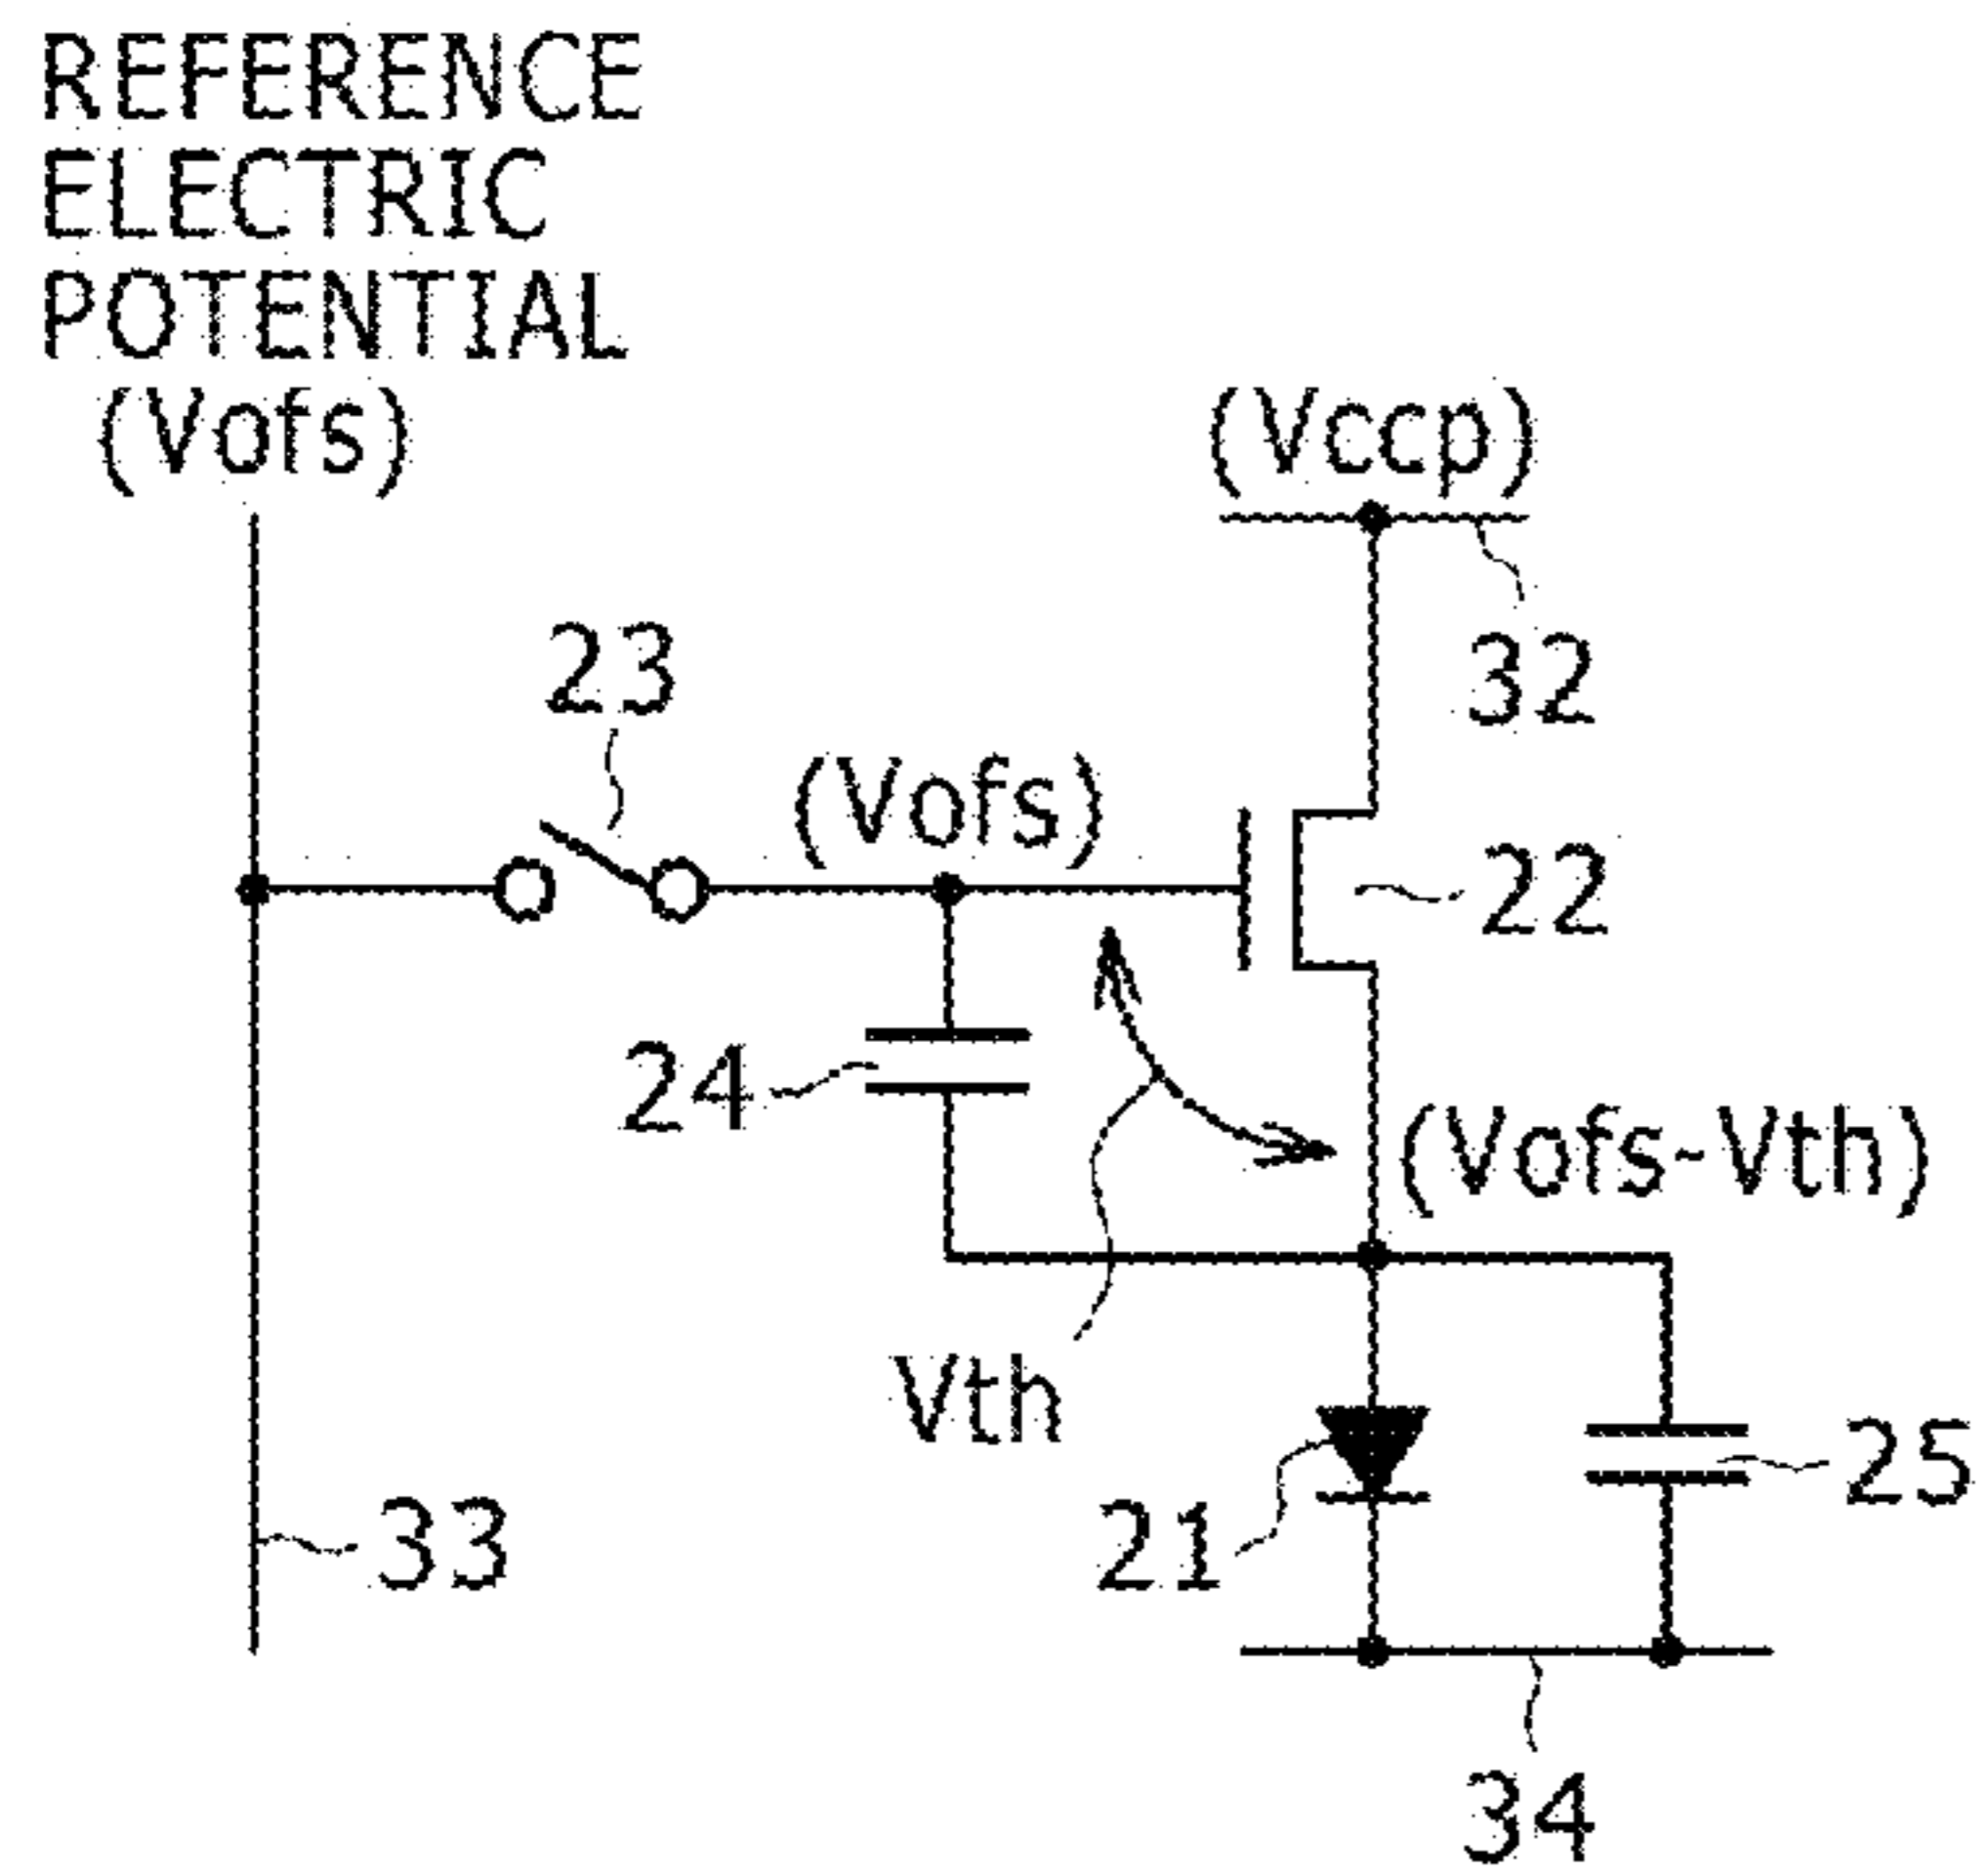 REFERENCE
ELECTRIC
POTENTIAL
(Vofs)
(Vccp)
23
32
(Vofs)
22
24
(Vofs-Vth)
Vth
25
33
21
34